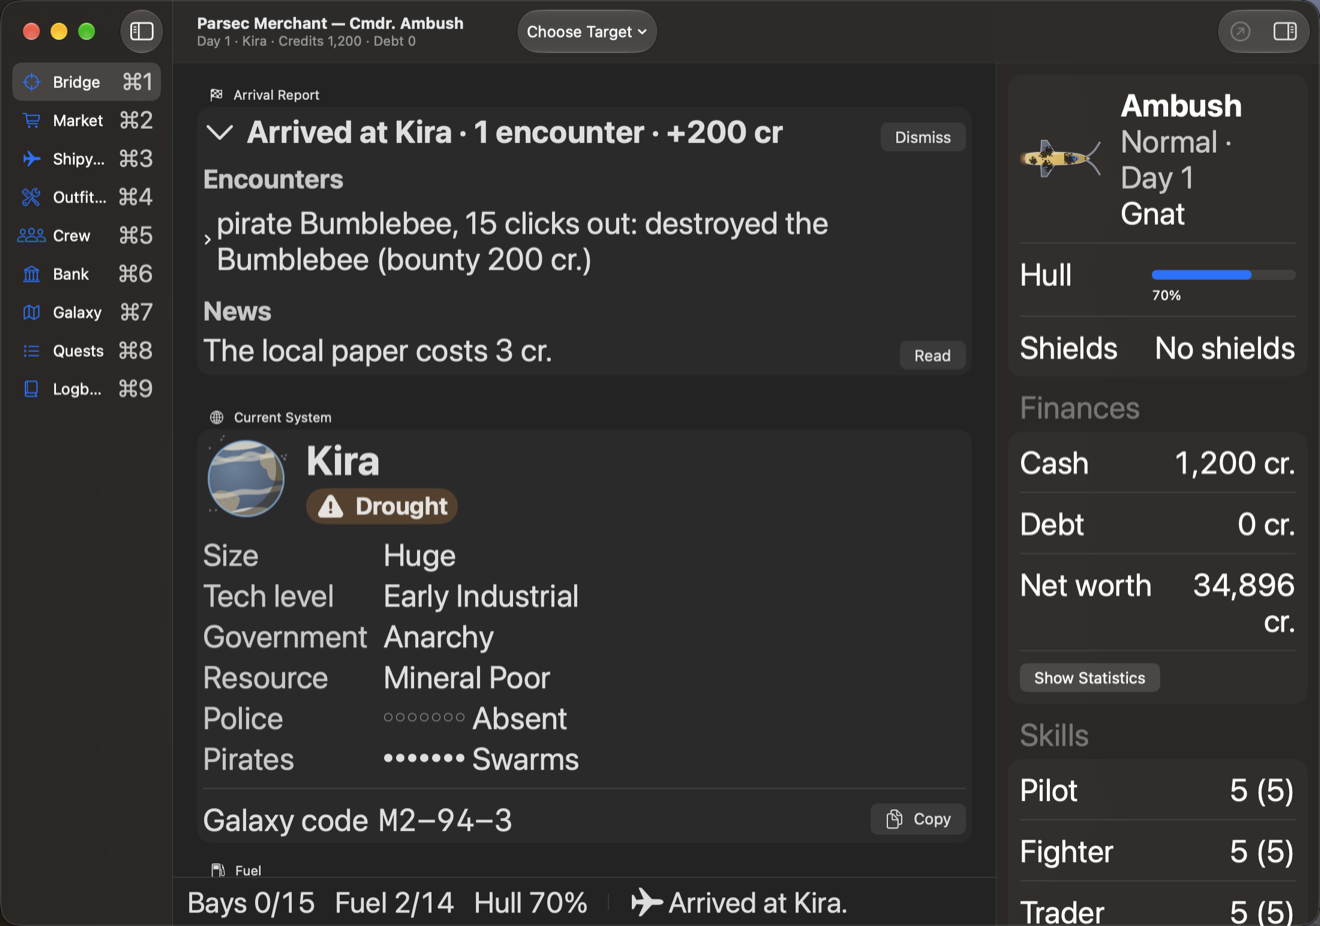 Parsec Merchant — Cmdr. Ambush
Day 1 · Kira · Credits 1,200 · Debt 0
Choose Target
Bridge ⌘1
Market ⌘2
Shipy... ⌘3
Outfit... ⌘4
Crew ⌘5
Bank ⌘6
Galaxy ⌘7
Quests ⌘8
Logb... ⌘9
Arrival Report
Arrived at Kira · 1 encounter · +200 cr
Dismiss
Encounters
pirate Bumblebee, 15 clicks out: destroyed the
Bumblebee (bounty 200 cr.)
News
The local paper costs 3 cr.
Read
Current System
Kira
Drought
Size Huge
Tech level Early Industrial
Government Anarchy
Resource Mineral Poor
Police Absent
Pirates Swarms
Galaxy code M2–94–3
Copy
Fuel
Bays 0/15 Fuel 2/14 Hull 70% Arrived at Kira.
Ambush
Normal ·
Day 1
Gnat
Hull
70%
Shields No shields
Finances
Cash 1,200 cr.
Debt 0 cr.
Net worth 34,896
cr.
Show Statistics
Skills
Pilot 5 (5)
Fighter 5 (5)
Trader 5 (5)